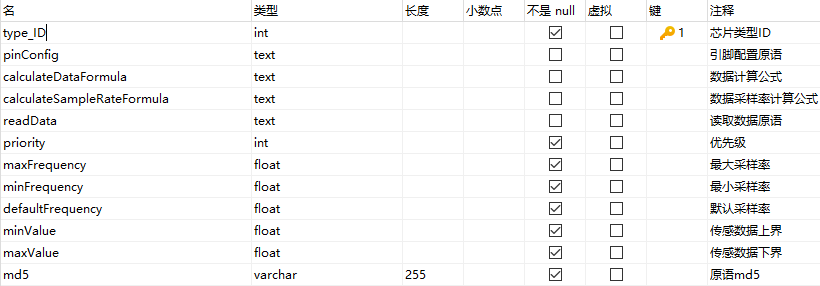 名 类型 长度 小数点 不是 null 虚拟 键 注释
type_ID int 1 芯片类型ID
pinConfig text 引脚配置原语
calculateDataFormula text 数据计算公式
calculateSampleRateFormula text 数据采样率计算公式
readData text 读取数据原语
priority int 优先级
maxFrequency float 最大采样率
minFrequency float 最小采样率
defaultFrequency float 默认采样率
minValue float 传感数据上界
maxValue float 传感数据下界
md5 varchar 255 原语md5